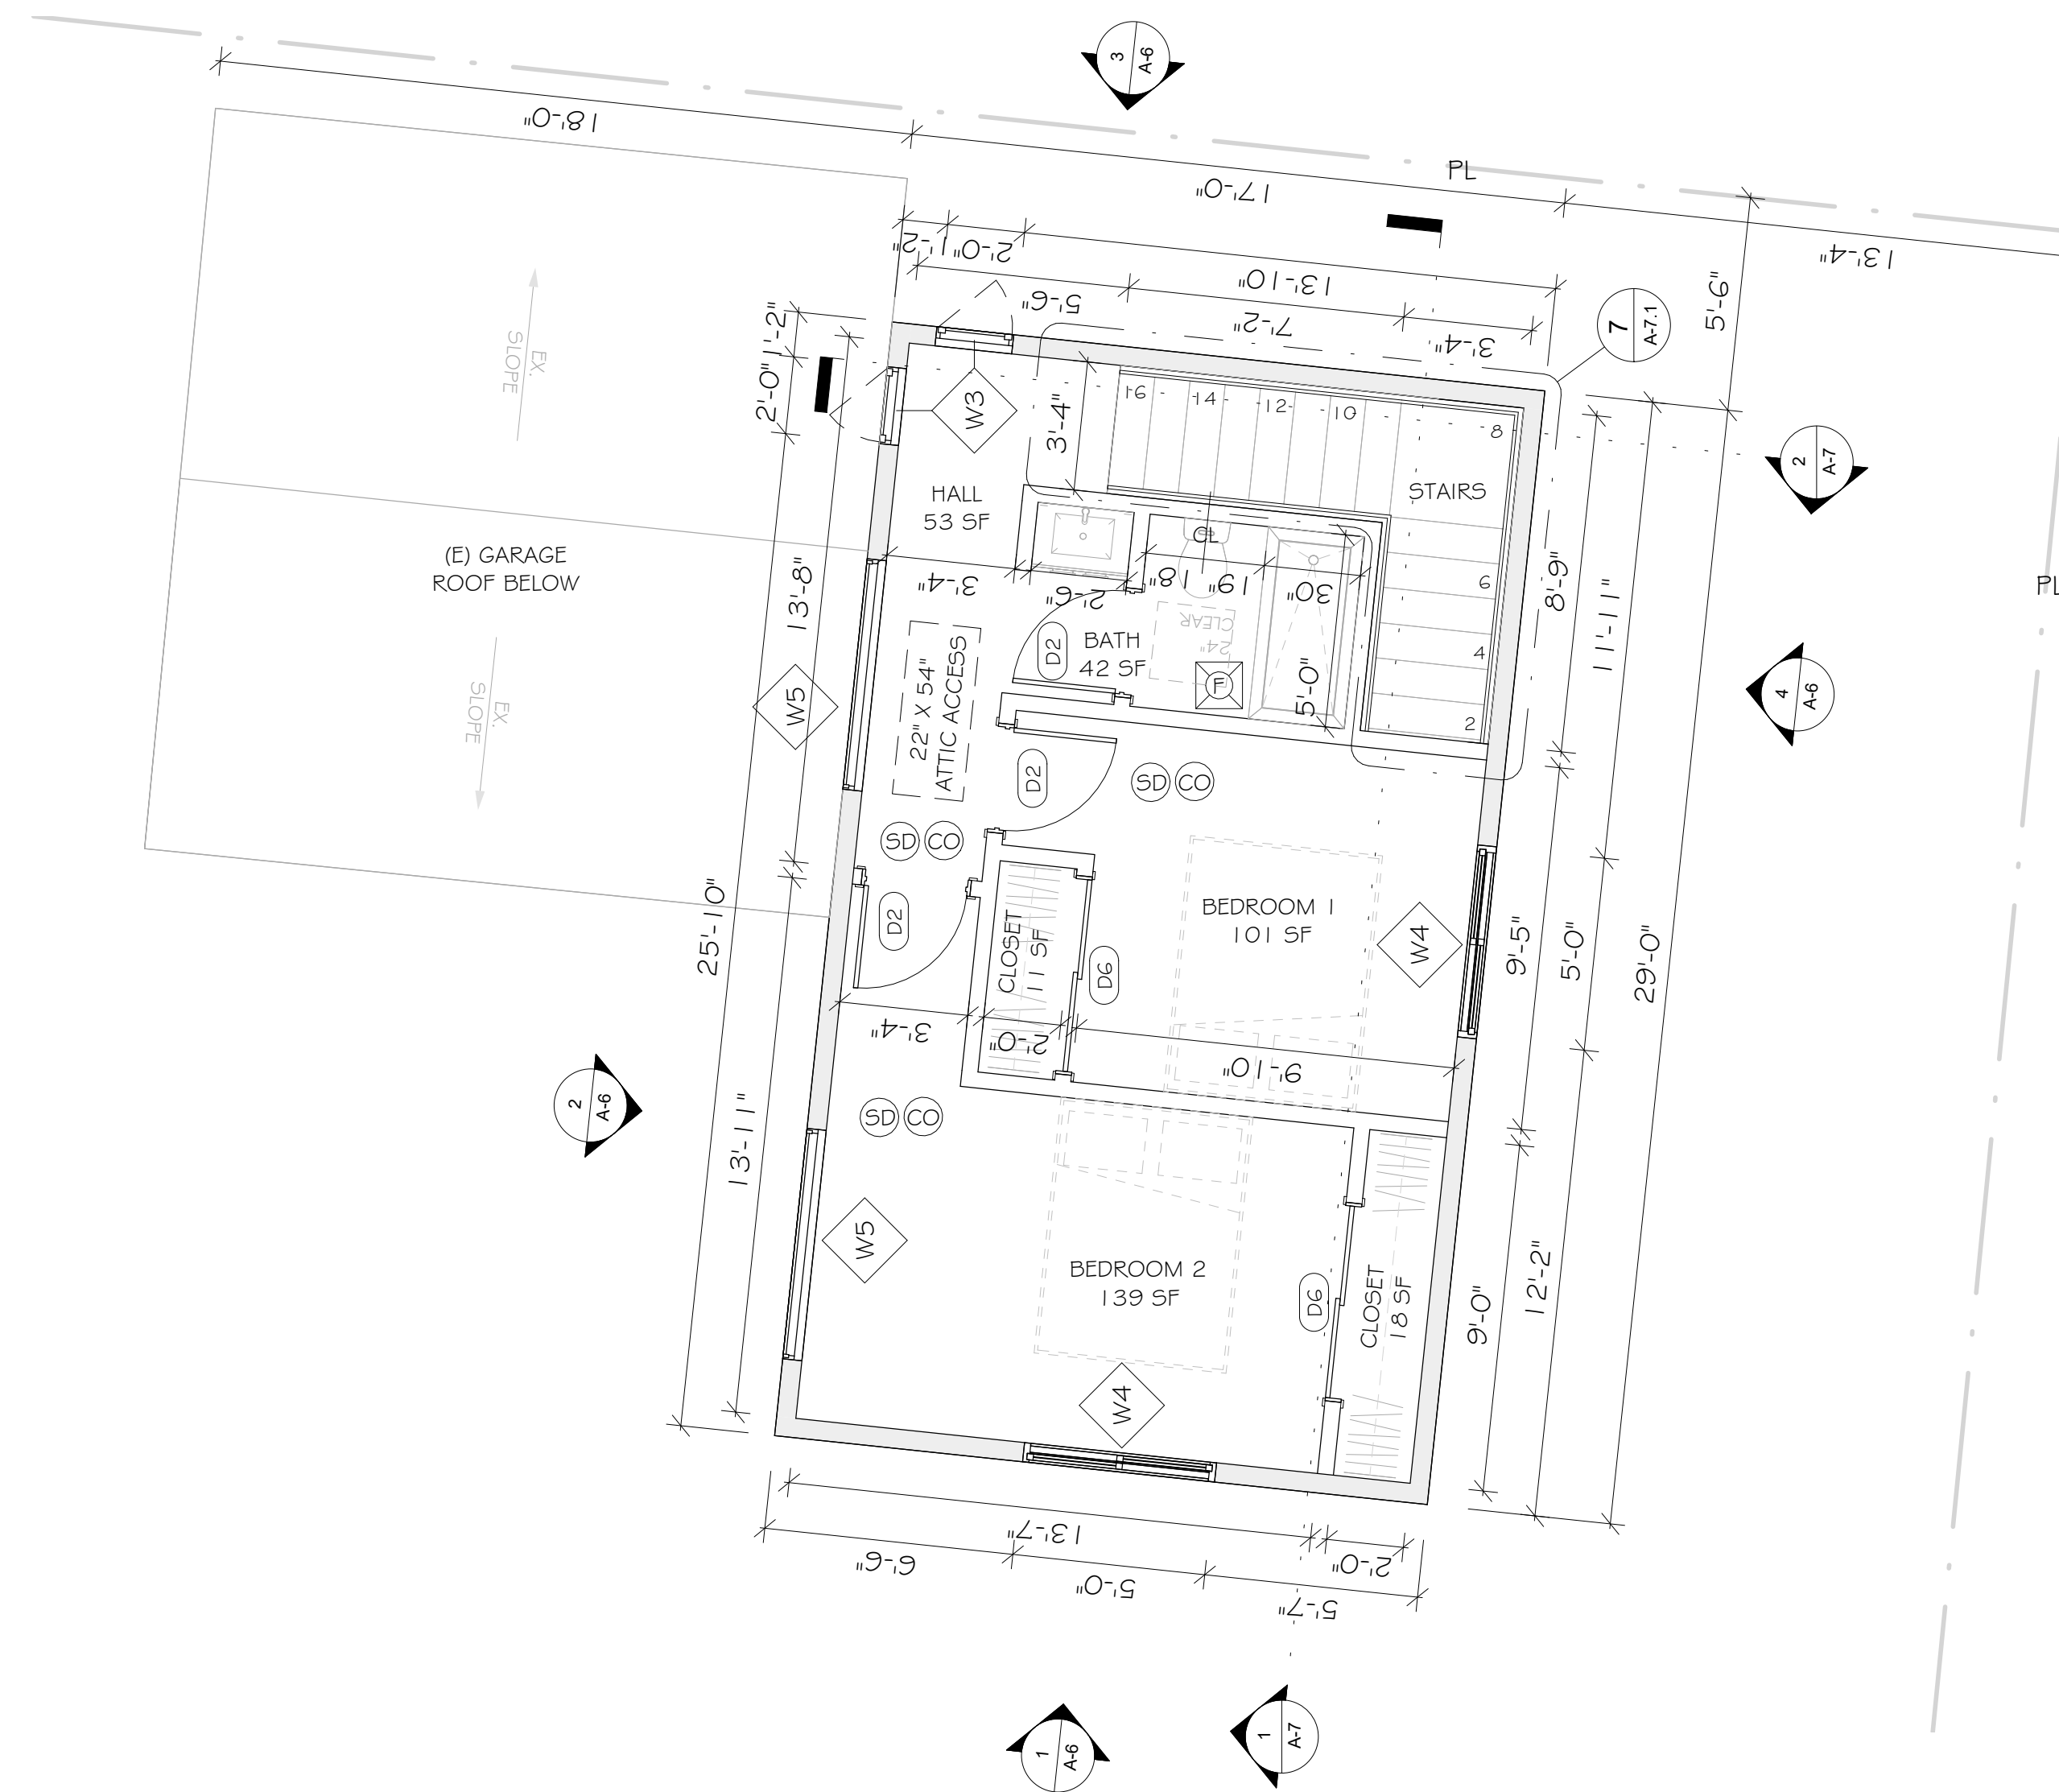 3
A-6
18'-0"
PL
17'-0"
13'-4"
1'-2"
2'-0"
13'-10"
5'-6"
5'-6"
7'-2"
3'-4"
7
A-7.1
1'-2"
2'-0"
EX.
SLOPE
W3
3'-4"
16
14
12
10
8
6
4
2
STAIRS
2
A-7
HALL
53 SF
CL
(E) GARAGE
ROOF BELOW
13'-8"
3'-4"
2'-6"
18"
19"
30"
8'-9"
11'-11"
PL
D2
BATH
42 SF
24"
CLEAR
F
5'-0"
22" X 54"
ATTIC ACCESS
W5
EX.
SLOPE
4
A-6
D2
SD
CO
SD
CO
D2
25'-10"
CLOSET
11 SF
D6
BEDROOM 1
101 SF
W4
9'-5"
5'-0"
29'-0"
3'-4"
2'-0"
9'-10"
2
A-6
13'-11"
SD
CO
W5
BEDROOM 2
139 SF
D6
CLOSET
18 SF
9'-0"
12'-2"
W4
13'-7"
2'-0"
6'-6"
5'-0"
5'-7"
1
A-6
1
A-7